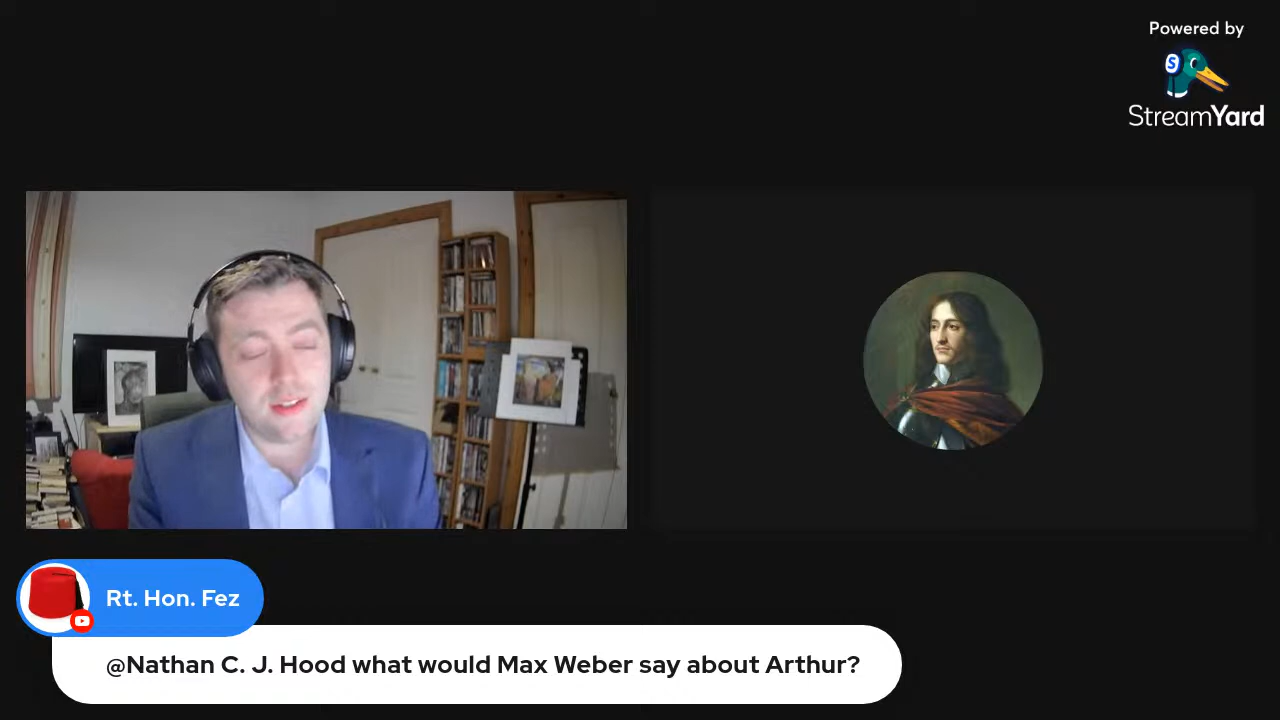 Powered by
StreamYard
Rt. Hon. Fez
@Nathan C. J. Hood what would Max Weber say about Arthur?